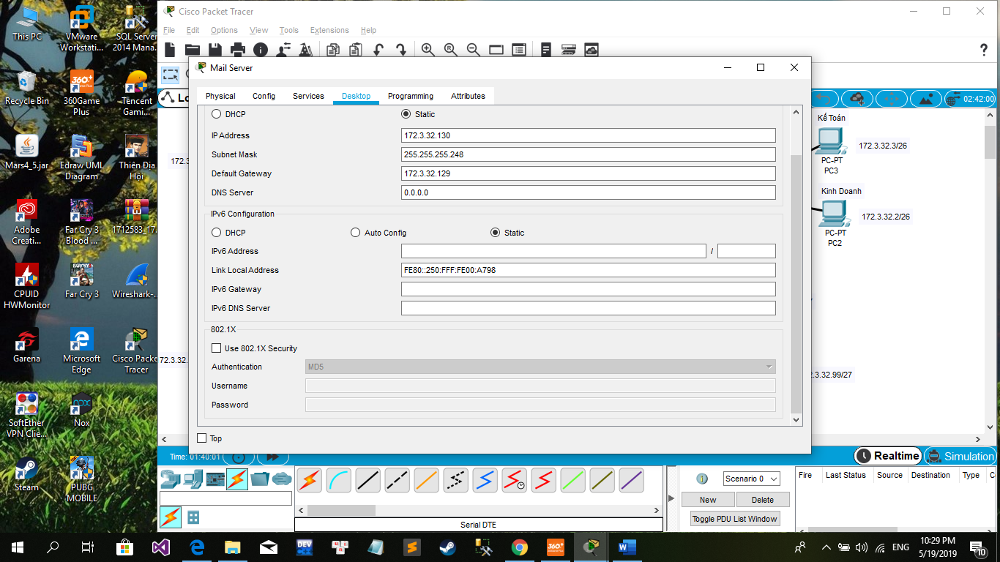 This PC
VMware
Workstati...
SQL Server
2014 Mana...
Recycle Bin
360Game
Plus
Tencent
Gami...
Mars4_5.jar
Edraw UML
Diagram
Thiên Địa
Hội
Adobe
Creati...
Far Cry 3
Blood ...
1712583_17...
CPUID
HWMonitor
Far Cry 3
Wireshark-...
Garena
Microsoft
Edge
Cisco Packe
Tracer
SoftEther
VPN Clie...
Nox
Steam
PUBG
MOBILE
Cisco Packet Tracer
File Edit Options View Tools Extensions Help
Lo
02:42:00
Mail Server
Physical Config Services Desktop Programming Attributes
DHCP Static
IP Address 172.3.32.130
Subnet Mask 255.255.255.248
Default Gateway 172.3.32.129
DNS Server 0.0.0.0
IPv6 Configuration
DHCP Auto Config Static
IPv6 Address /
Link Local Address FE80::250:FFF:FE00:A798
IPv6 Gateway
IPv6 DNS Server
802.1X
Use 802.1X Security
Authentication MD5
Username
Password
Top
172.3
72.3.32.
Kế Toán
172.3.32.3/26
PC-PT
PC3
Kinh Doanh
172.3.32.2/26
PC-PT
PC2
.3.32.99/27
Time: 01:40:01
Realtime Simulation
Scenario 0
New Delete
Toggle PDU List Window
Fire Last Status Source Destination Type C
Serial DTE
ENG
10:29 PM
5/19/2019
10